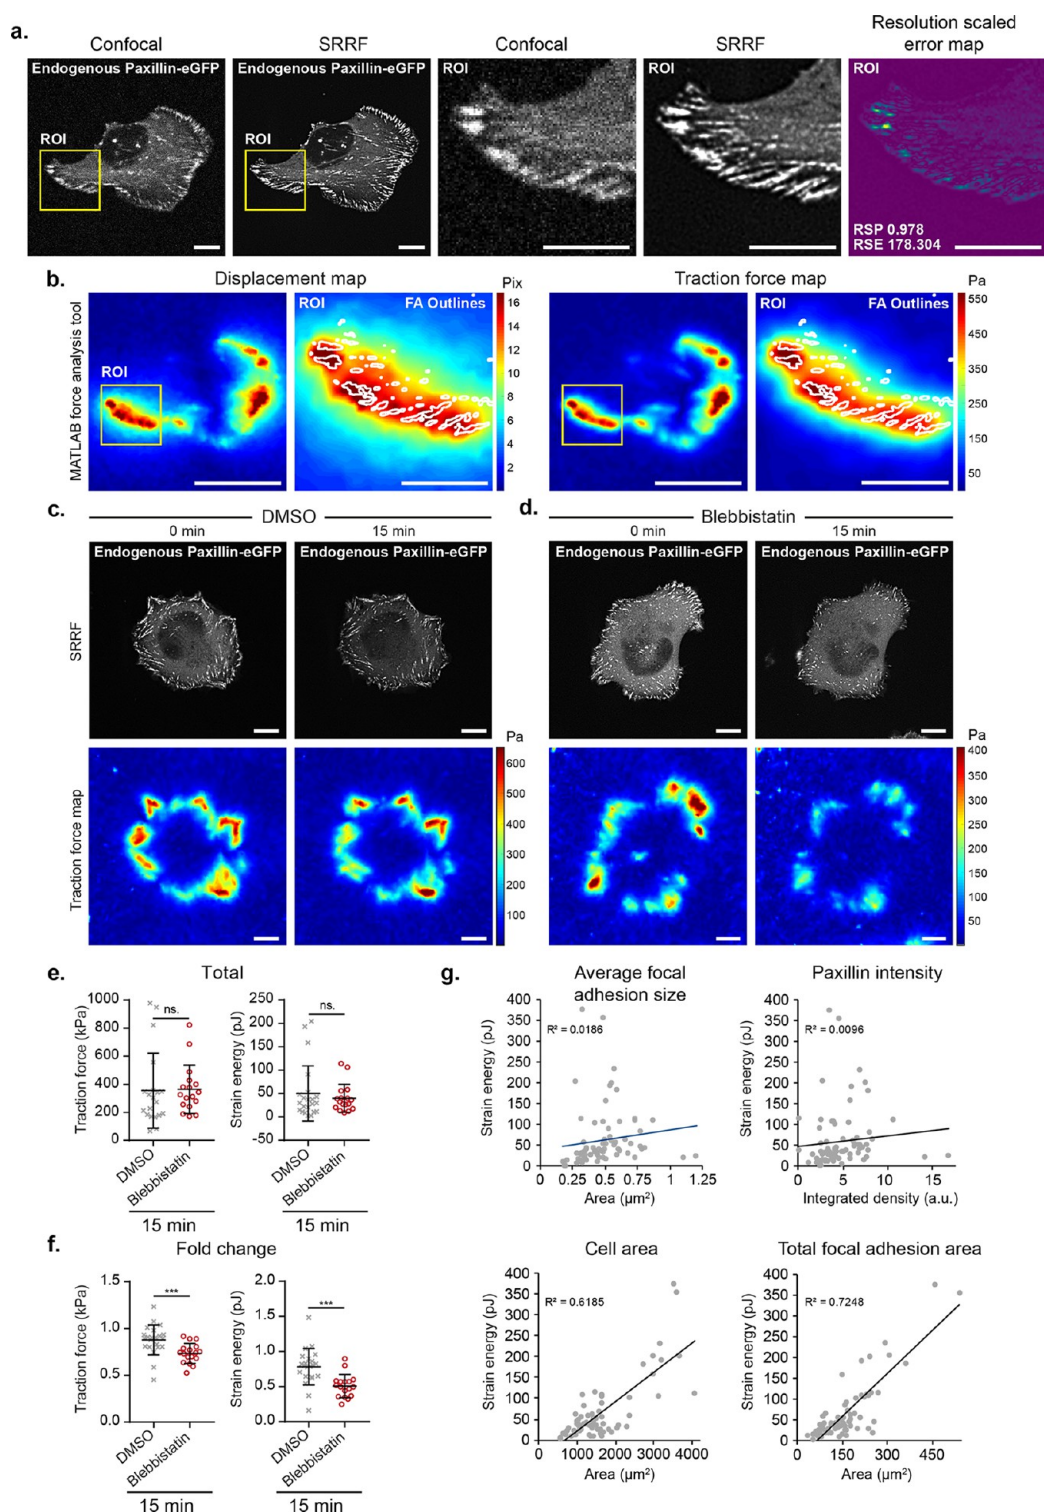 a.
Confocal
SRRF
Confocal
SRRF
Resolution scaled
error map
Endogenous Paxillin-eGFP
Endogenous Paxillin-eGFP
ROI
ROI
ROI
ROI
ROI
RSP 0.978
RSE 178.304
b.
Displacement map
Traction force map
MATLAB force analysis tool
ROI
ROI
FA Outlines
Pix
16
14
12
10
8
6
4
2
ROI
ROI
FA Outlines
Pa
550
450
350
250
150
50
c.
DMSO
0 min
15 min
d.
Blebbistatin
0 min
15 min
SRRF
Endogenous Paxillin-eGFP
Endogenous Paxillin-eGFP
Endogenous Paxillin-eGFP
Endogenous Paxillin-eGFP
Traction force map
Pa
600
500
400
300
200
100
Pa
400
350
300
250
200
150
100
50
e.
Total
Traction force (kPa)
1000
800
600
400
200
0
ns.
DMSO
Blebbistatin
15 min
Strain energy (pJ)
250
200
150
100
50
0
-50
ns.
DMSO
Blebbistatin
15 min
f.
Fold change
Traction force (kPa)
1.5
1.0
0.5
0.0
***
DMSO
Blebbistatin
15 min
Strain energy (pJ)
2.0
1.5
1.0
0.5
0.0
***
DMSO
Blebbistatin
15 min
g.
Average focal
adhesion size
Strain energy (pJ)
400
350
300
250
200
150
100
50
0
R² = 0.0186
0 0.25 0.5 0.75 1 1.25
Area (µm²)
Paxillin intensity
Strain energy (pJ)
400
350
300
250
200
150
100
50
0
R² = 0.0096
0 5 10 15
Integrated density (a.u.)
Cell area
Strain energy (pJ)
400
350
300
250
200
150
100
50
0
R² = 0.6185
0 1000 2000 3000 4000
Area (µm²)
Total focal adhesion area
Strain energy (pJ)
400
350
300
250
200
150
100
50
0
R² = 0.7248
0 150 300 450
Area (µm²)